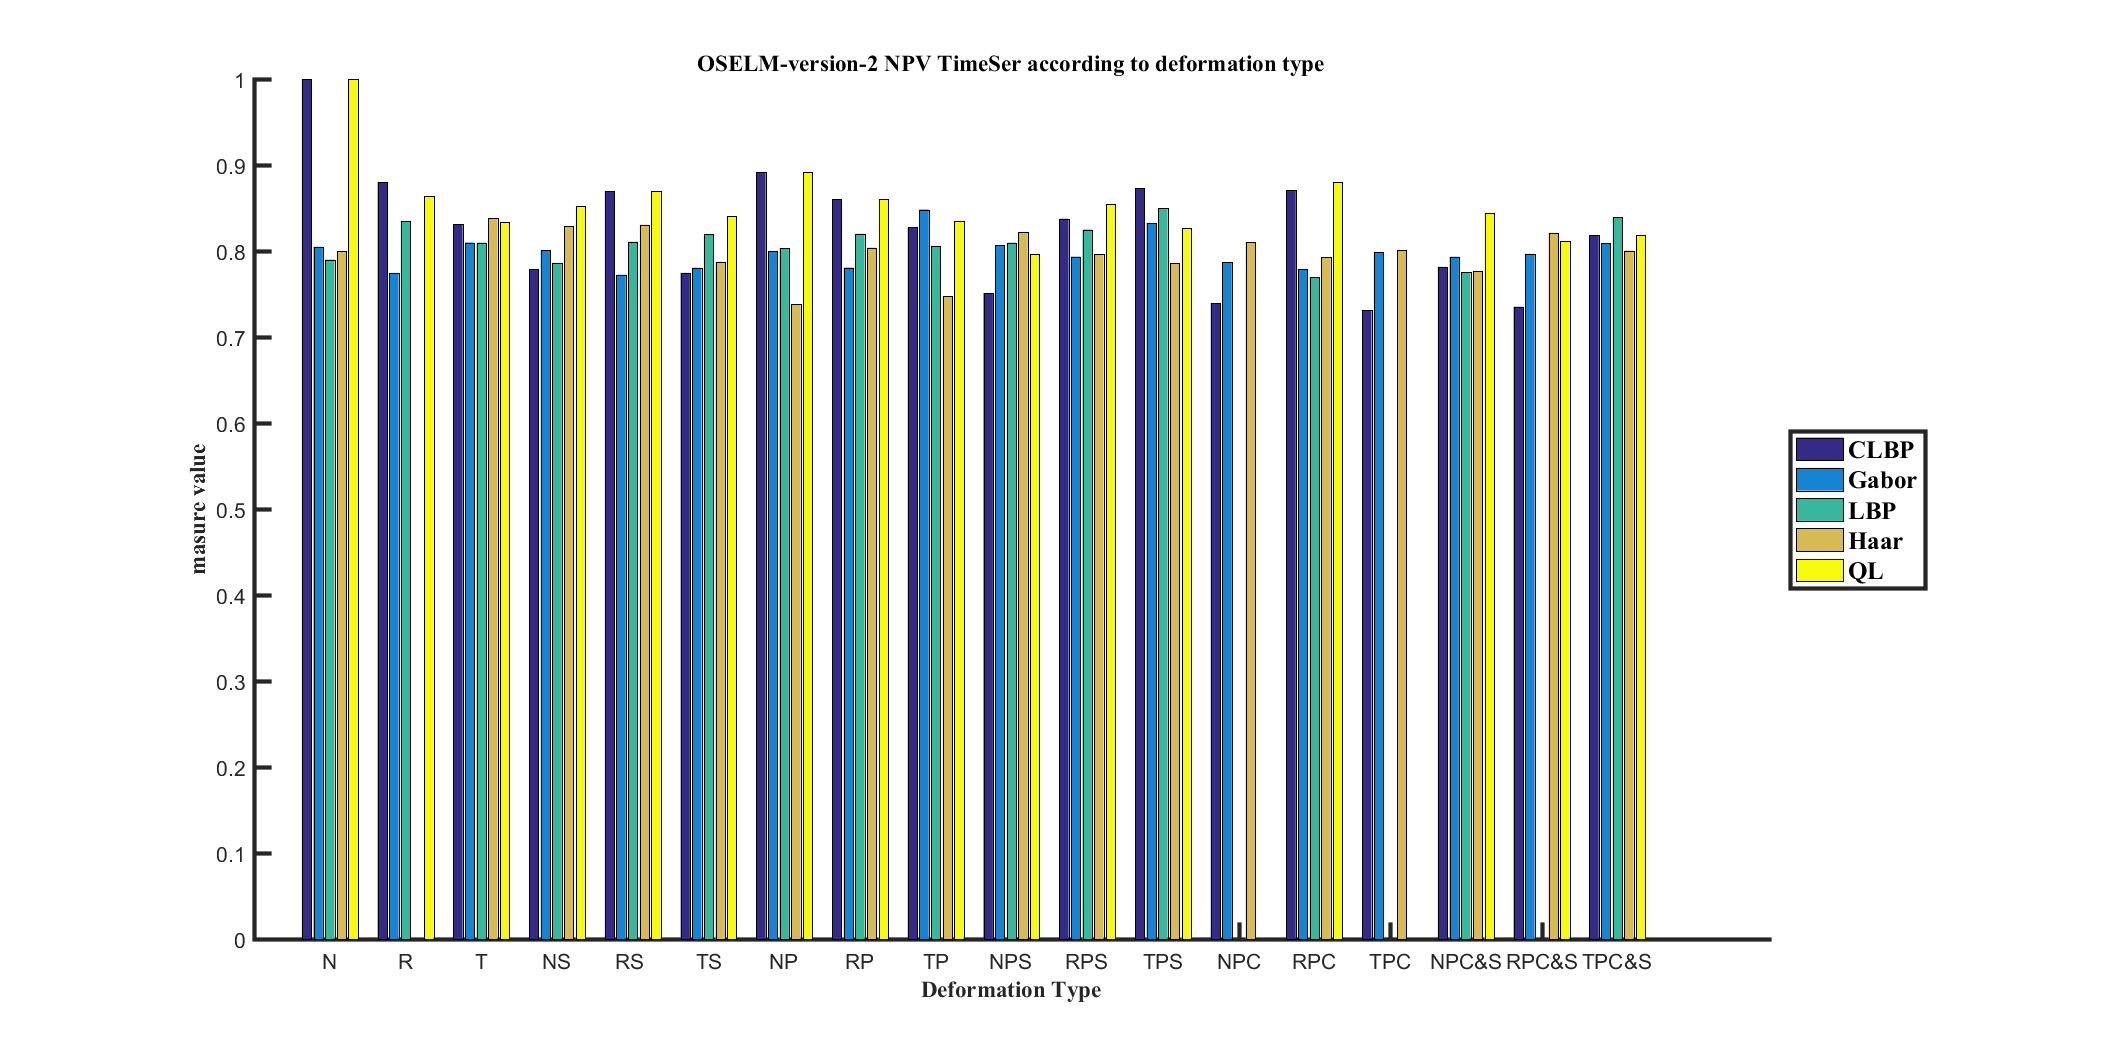 OSELM-version-2 NPV TimeSer according to deformation type
1
0.9
0.8
0.7
0.6
0.5
0.4
0.3
0.2
0.1
0
masure value
N R T NS RS TS NP RP TP NPS RPS TPS NPC RPC TPC NPC&S RPC&S TPC&S
Deformation Type
CLBP
Gabor
LBP
Haar
QL